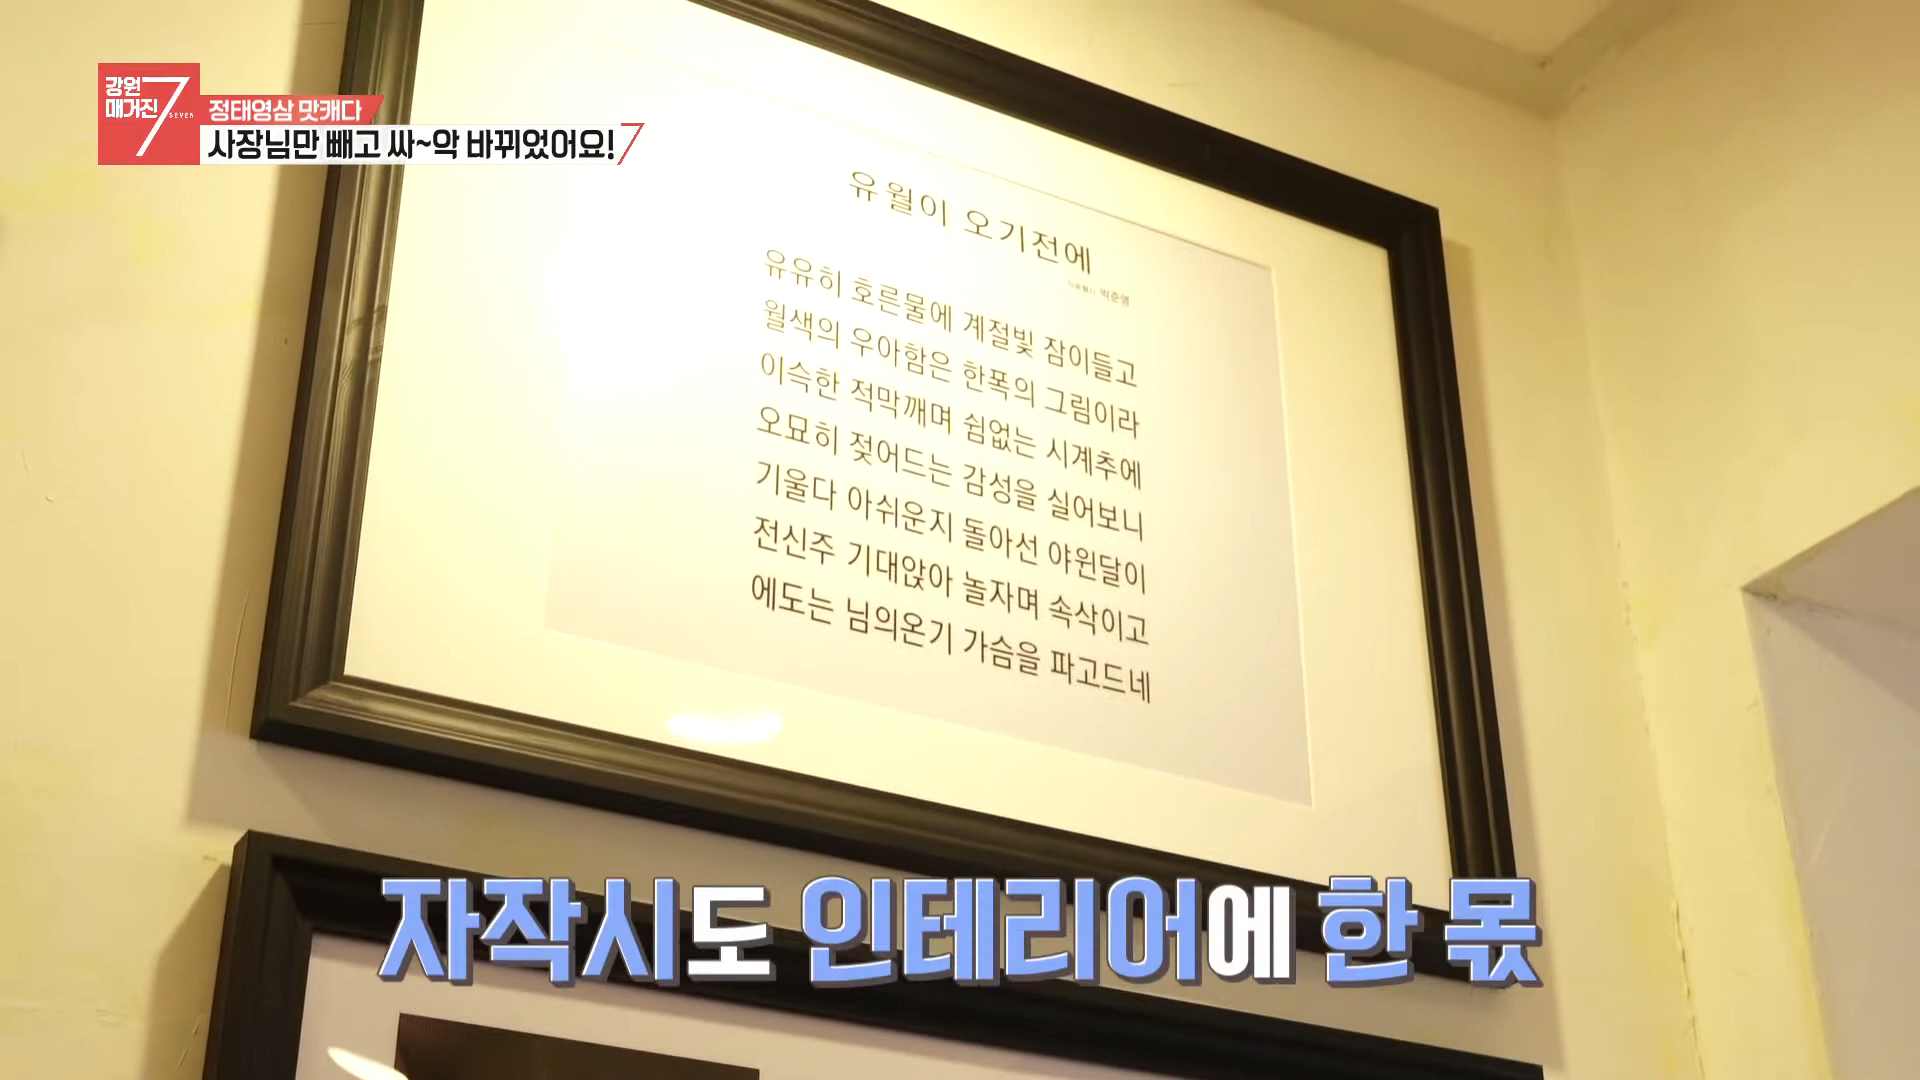 강원
매거진 7
SEVEN
정태영삼 맛캐다
사장님만 빼고 싸~악 바뀌었어요!
유월이 오기전에
박준영
유유히 호른물에 계절빛 잠이들고
월색의 우아함은 한폭의 그림이라
이슥한 적막깨며 쉼없는 시계추에
오묘히 젖어드는 감성을 실어보니
기울다 아쉬운지 돌아선 야윈달이
전신주 기대앉아 놀자며 속삭이고
에도는 님의온기 가슴을 파고드네
자작시도 인테리어에 한 몫